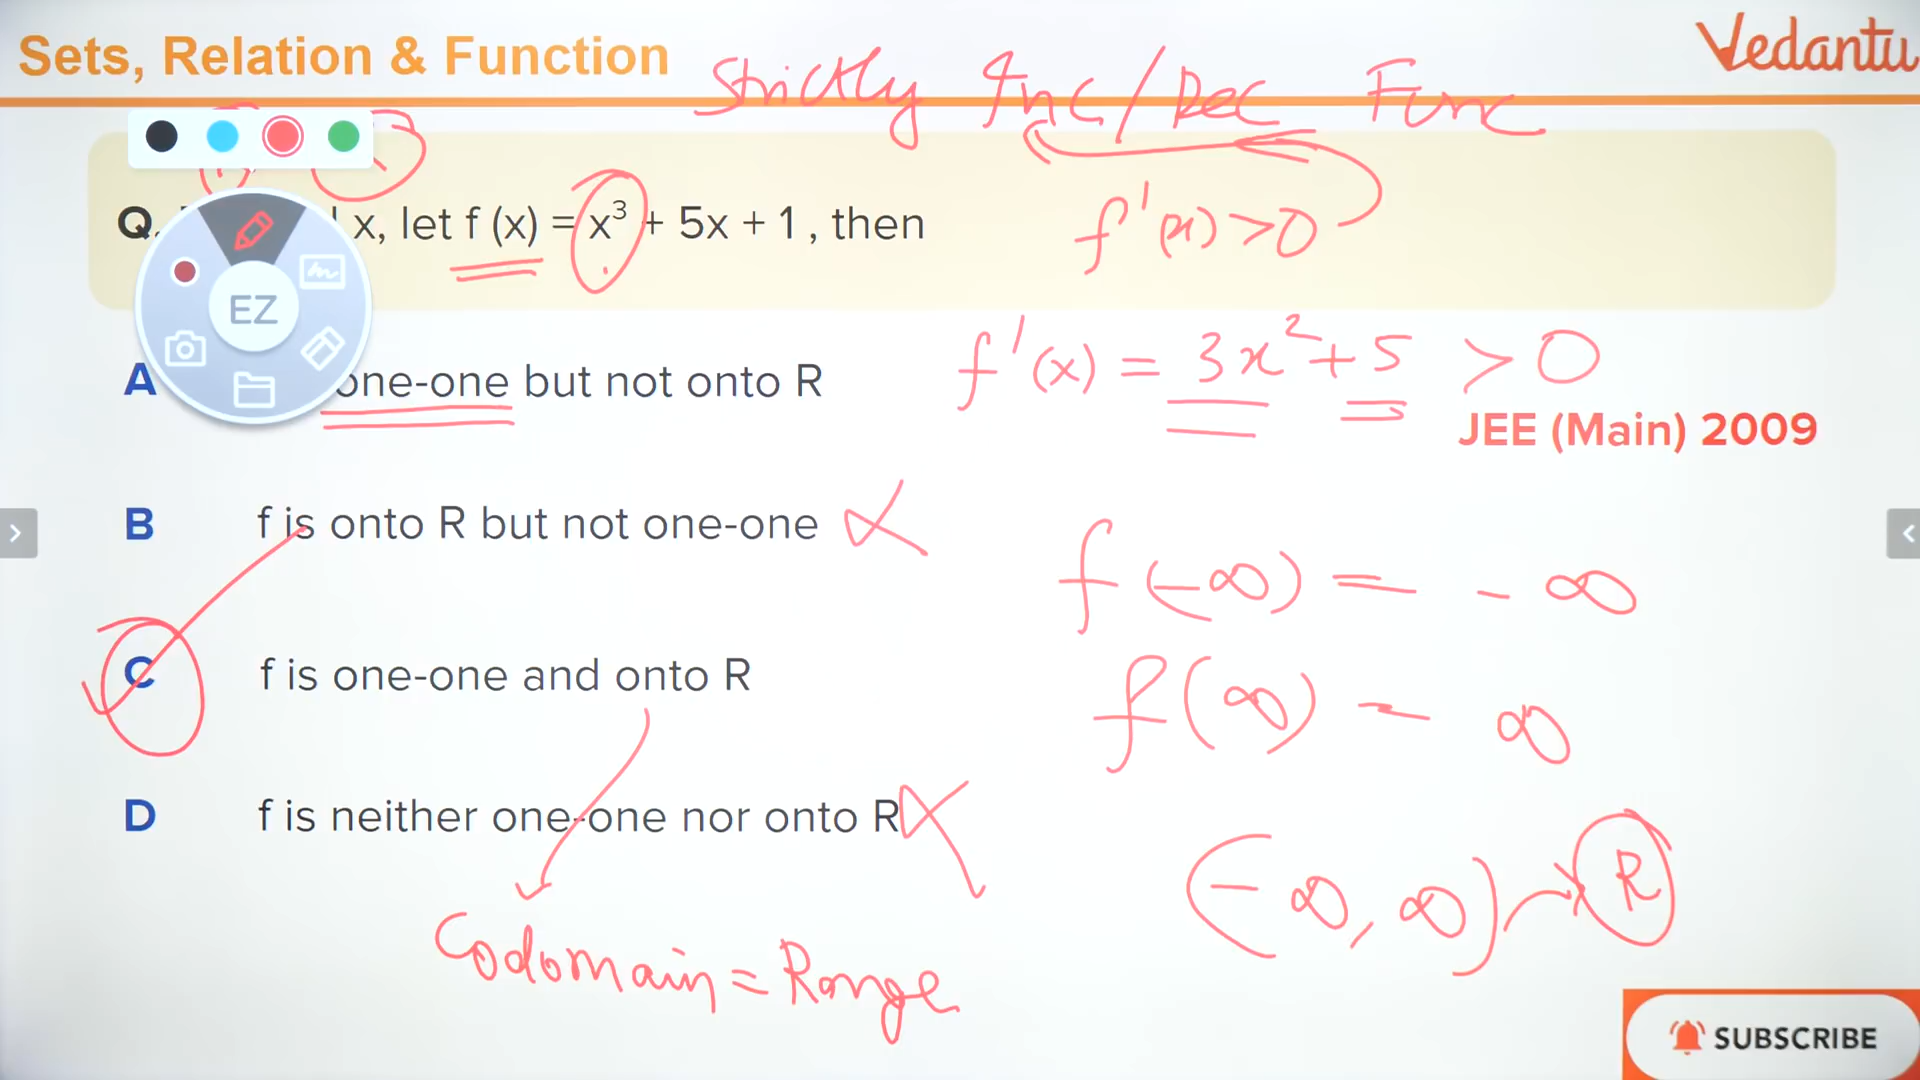 Sets, Relation & Function
Vedantu
Strictly Inc/Dec Func
Q. x, let f (x) = x³ + 5x + 1 , then
f'(x) > 0
f'(x) = 3x² + 5 > 0
A one-one but not onto R
JEE (Main) 2009
B f is onto R but not one-one
f(-∞) = - ∞
C f is one-one and onto R
f(∞) - ∞
D f is neither one-one nor onto R
(-∞, ∞) R
Codomain = Range
EZ
SUBSCRIBE